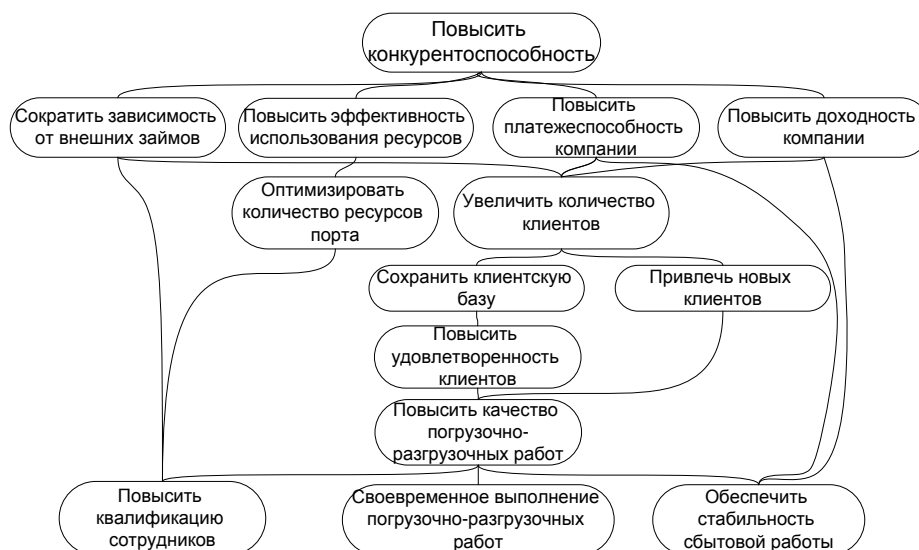 Повысить
конкурентоспособность
Сократить зависимость
от внешних займов
Повысить эффективность
использования ресурсов
Повысить
платежеспособность
компании
Повысить доходность
компании
Оптимизировать
количество ресурсов
порта
Увеличить количество
клиентов
Сохранить клиентскую
базу
Привлечь новых
клиентов
Повысить
удовлетворенность
клиентов
Повысить качество
погрузочно-
разгрузочных работ
Повысить
квалификацию
сотрудников
Своевременное выполнение
погрузочно-разгрузочных
работ
Обеспечить
стабильность
сбытовой работы